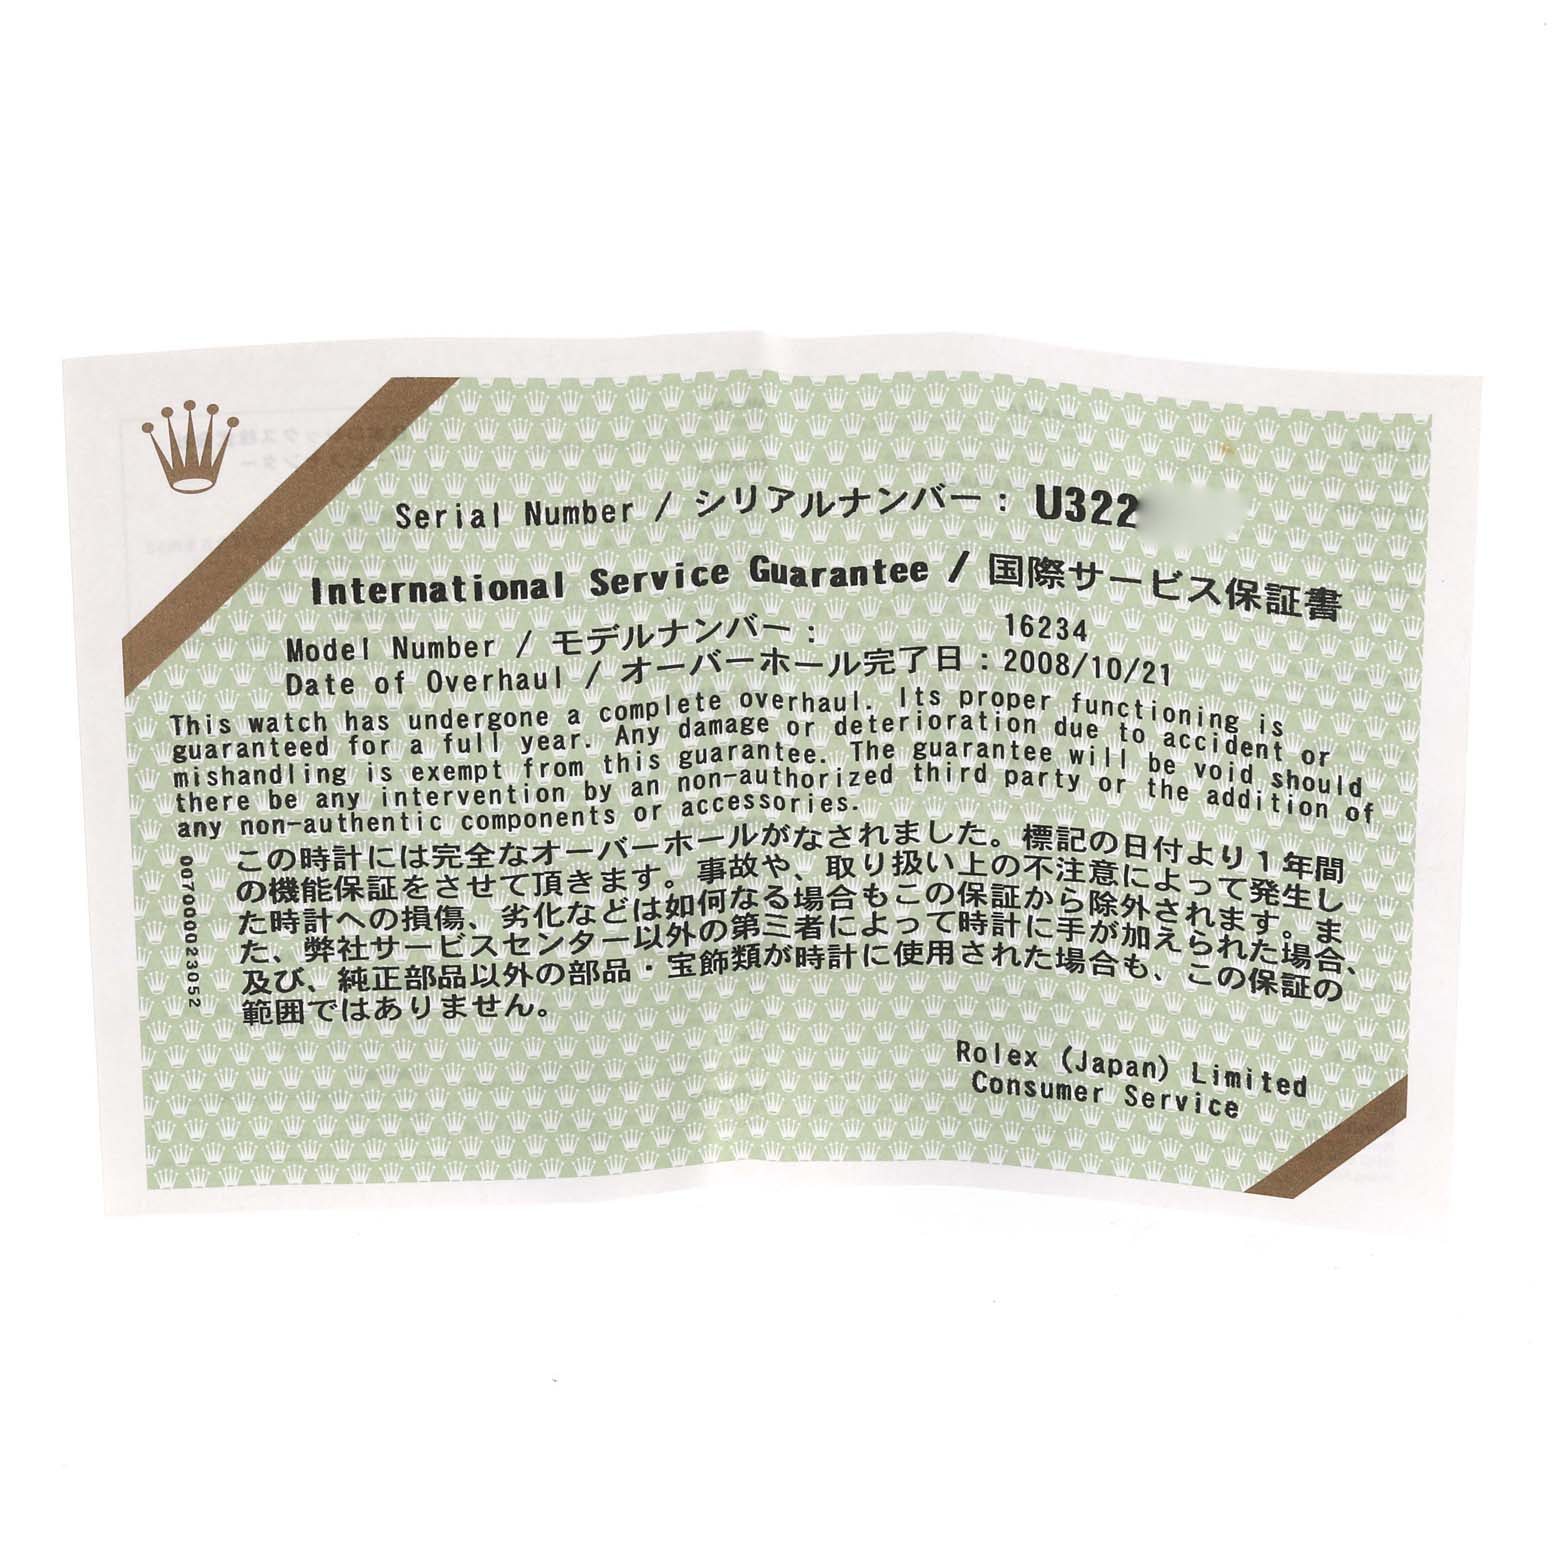 Serial Number / シリアルナンバー: U322
International Service Guarantee / 国際サービス保証書
Model Number / モデルナンバー: 16234
Date of Overhaul / オーバーホール完了日:2008/10/21
This watch has undergone a complete overhaul. Its proper functioning is
guaranteed for a full year. Any damage or deterioration due to accident or
mishandling is exempt from this guarantee. The guarantee will be void should
there be any intervention by an non-authorized third party or the addition of
any non-authentic components or accessories.
この時計には完全なオーバーホールがなされました。標記の日付より1年間
の機能保証をさせて頂きます。事故や、取り扱い上の不注意によって発生し
た時計への損傷、劣化などは如何なる場合もこの保証から除外されます。ま
た、弊社サービスセンター以外の第三者によって時計に手が加えられた場合、
及び、純正部品以外の部品・宝飾類が時計に使用された場合も、この保証の
範囲ではありません。
0070000023052
Rolex (Japan) Limited
Consumer Service